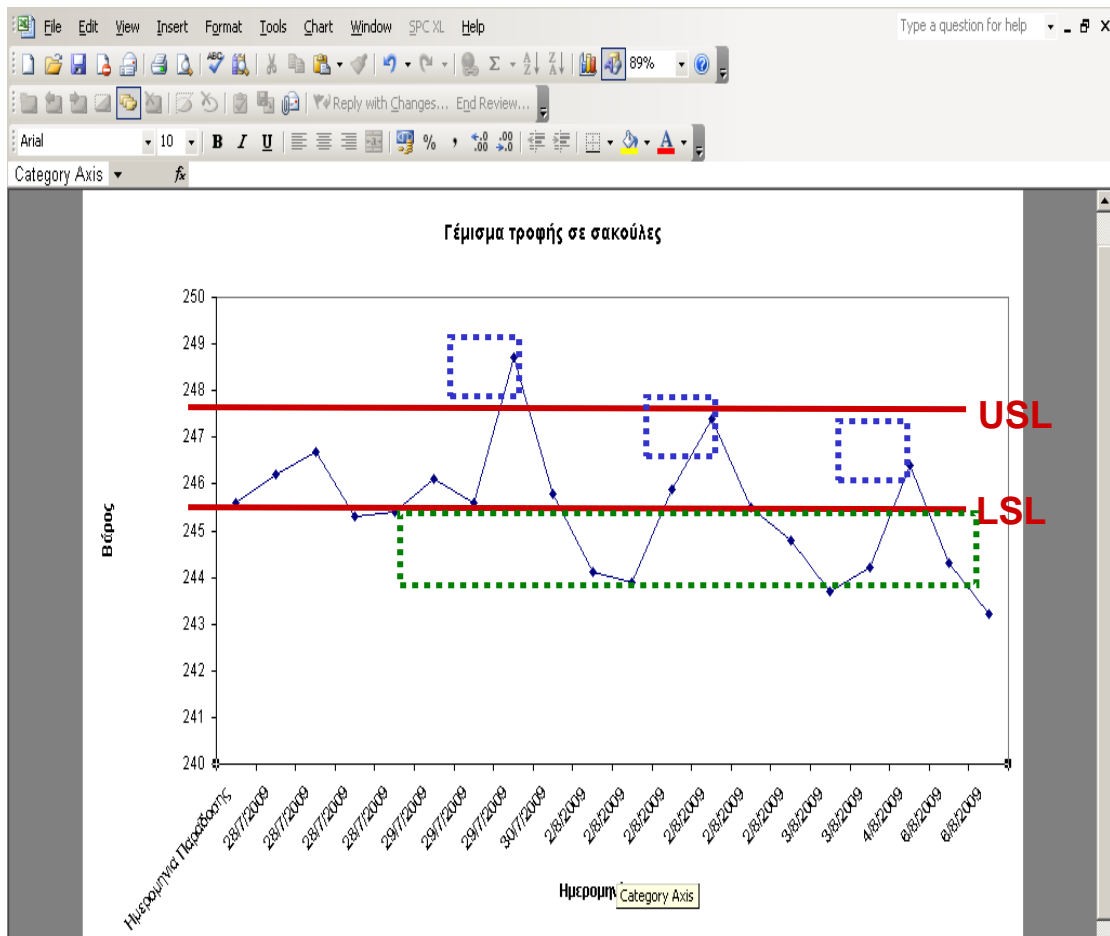 File Edit View Insert Format Tools Chart Window SPC XL Help Type a question for help
89%
Reply with Changes... End Review...
Arial 10 B I U
Category Axis fx
Γέμισμα τροφής σε σακούλες
250
249
248
USL
247
246
LSL
245
244
243
242
241
240
Βάρος
Ημερομηνία Παράδοσης 28/7/2009 28/7/2009 28/7/2009 28/7/2009 29/7/2009 29/7/2009 29/7/2009 30/7/2009 2/8/2009 2/8/2009 2/8/2009 2/8/2009 2/8/2009 2/8/2009 3/8/2009 3/8/2009 4/8/2009 6/8/2009 6/8/2009
Category Axis